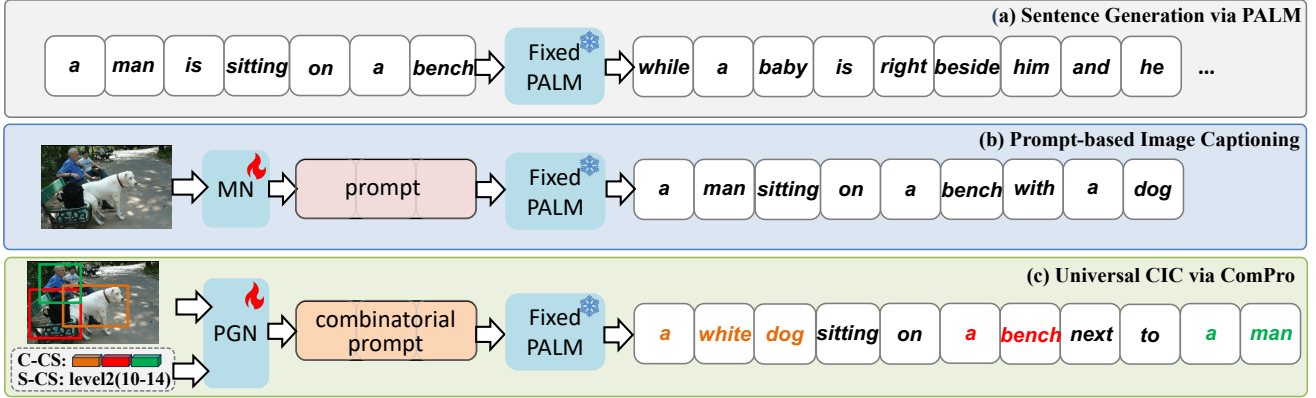 (a) Sentence Generation via PALM
a man is sitting on a bench
Fixed
PALM
while a baby is right beside him and he ...
(b) Prompt-based Image Captioning
MN
prompt
Fixed
PALM
a man sitting on a bench with a dog
(c) Universal CIC via ComPro
C-CS:
S-CS: level2(10-14)
PGN
combinatorial
prompt
Fixed
PALM
a white dog sitting on a bench next to a man